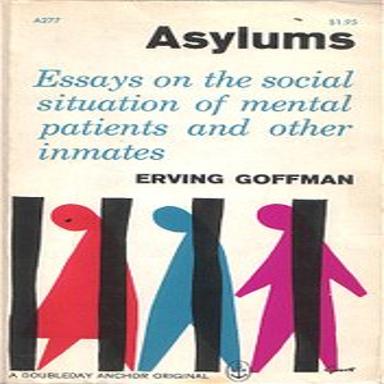 A277 $1.95
Asylums
Essays on the social
situation of mental
patients and other
inmates
ERVING GOFFMAN
A DOUBLEDAY ANCHOR ORIGINAL